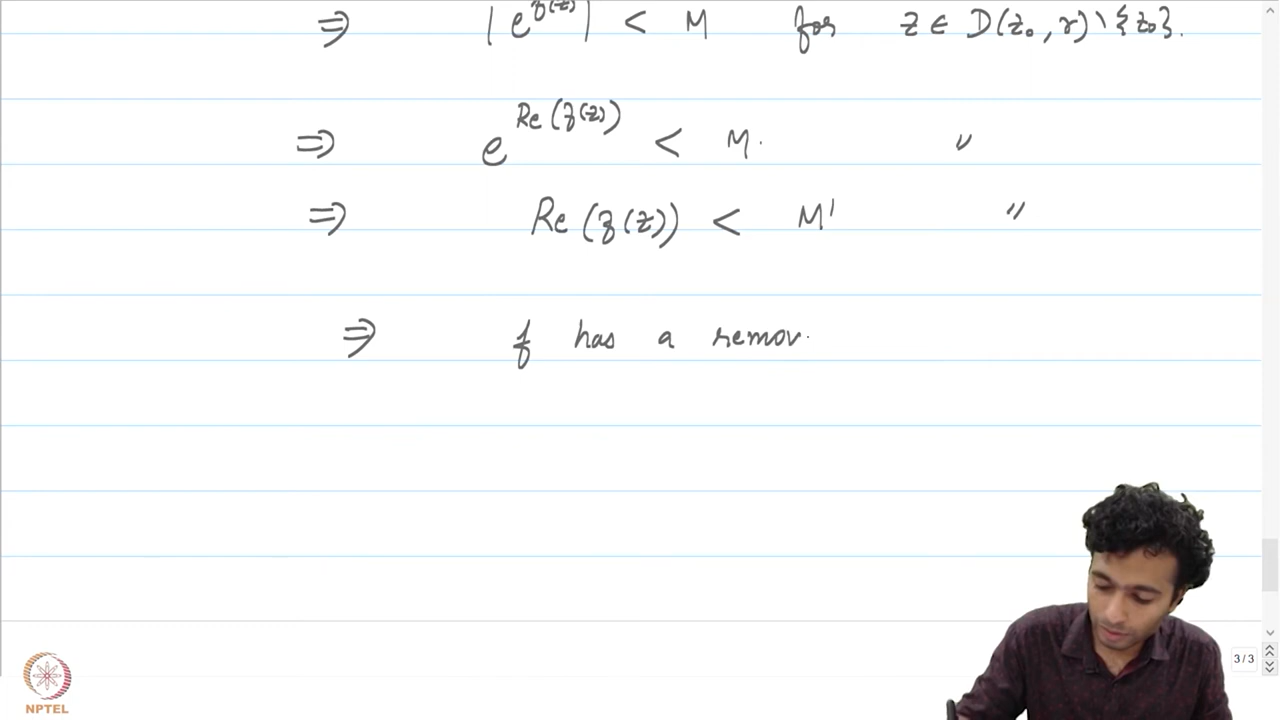 ⇒ |e^{f(z)}| < M for z ∈ D(z₀, r) \ {z₀}.
⇒ e^{Re(f(z))} < M. "
⇒ Re(f(z)) < M' "
⇒ f has a remov.
3 / 3
NPTEL